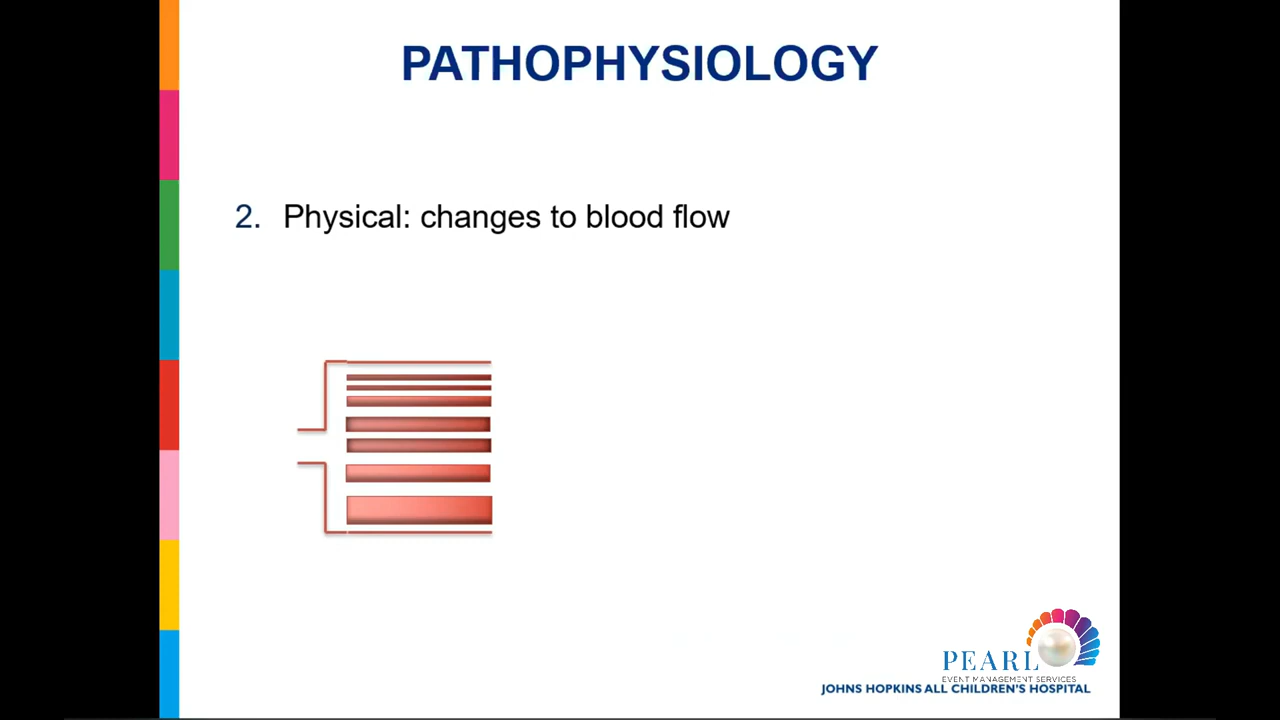 PATHOPHYSIOLOGY
2. Physical: changes to blood flow
PEARL
EVENT MANAGEMENT SERVICES
JOHNS HOPKINS ALL CHILDREN'S HOSPITAL